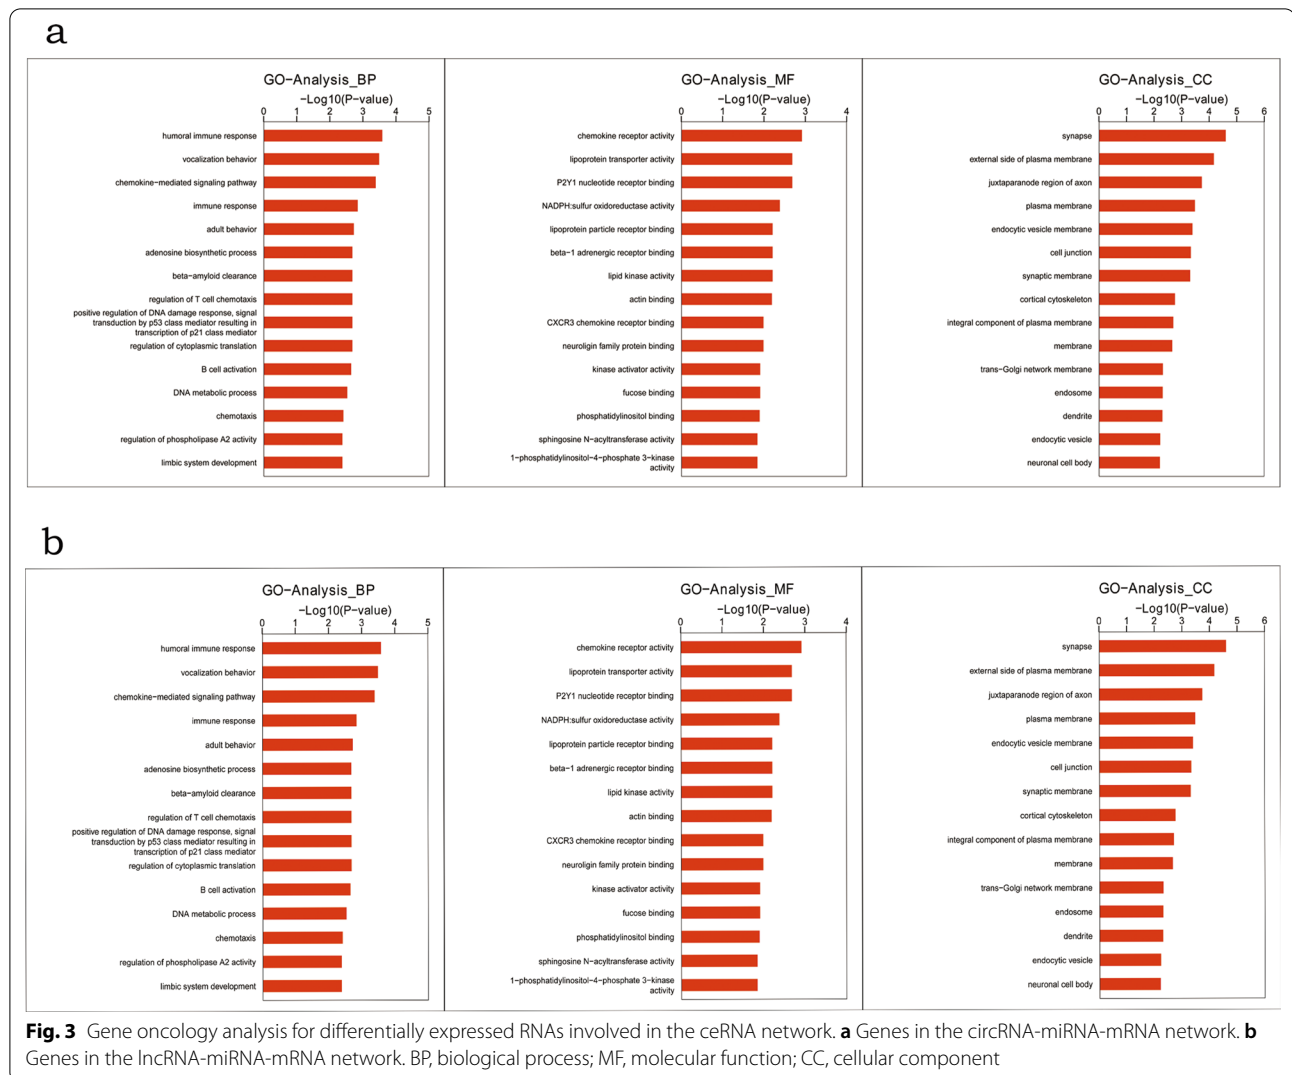 a
GO−Analysis_BP
−Log10(P−value)
0 1 2 3 4 5
humoral immune response
vocalization behavior
chemokine−mediated signaling pathway
immune response
adult behavior
adenosine biosynthetic process
beta−amyloid clearance
regulation of T cell chemotaxis
positive regulation of DNA damage response, signal
transduction by p53 class mediator resulting in
transcription of p21 class mediator
regulation of cytoplasmic translation
B cell activation
DNA metabolic process
chemotaxis
regulation of phospholipase A2 activity
limbic system development
GO−Analysis_MF
−Log10(P−value)
0 1 2 3 4
chemokine receptor activity
lipoprotein transporter activity
P2Y1 nucleotide receptor binding
NADPH:sulfur oxidoreductase activity
lipoprotein particle receptor binding
beta−1 adrenergic receptor binding
lipid kinase activity
actin binding
CXCR3 chemokine receptor binding
neuroligin family protein binding
kinase activator activity
fucose binding
phosphatidylinositol binding
sphingosine N−acyltransferase activity
1−phosphatidylinositol−4−phosphate 3−kinase
activity
GO−Analysis_CC
−Log10(P−value)
0 1 2 3 4 5 6
synapse
external side of plasma membrane
juxtaparanode region of axon
plasma membrane
endocytic vesicle membrane
cell junction
synaptic membrane
cortical cytoskeleton
integral component of plasma membrane
membrane
trans−Golgi network membrane
endosome
dendrite
endocytic vesicle
neuronal cell body
b
GO−Analysis_BP
−Log10(P−value)
0 1 2 3 4 5
humoral immune response
vocalization behavior
chemokine−mediated signaling pathway
immune response
adult behavior
adenosine biosynthetic process
beta−amyloid clearance
regulation of T cell chemotaxis
positive regulation of DNA damage response, signal
transduction by p53 class mediator resulting in
transcription of p21 class mediator
regulation of cytoplasmic translation
B cell activation
DNA metabolic process
chemotaxis
regulation of phospholipase A2 activity
limbic system development
GO−Analysis_MF
−Log10(P−value)
0 1 2 3 4
chemokine receptor activity
lipoprotein transporter activity
P2Y1 nucleotide receptor binding
NADPH:sulfur oxidoreductase activity
lipoprotein particle receptor binding
beta−1 adrenergic receptor binding
lipid kinase activity
actin binding
CXCR3 chemokine receptor binding
neuroligin family protein binding
kinase activator activity
fucose binding
phosphatidylinositol binding
sphingosine N−acyltransferase activity
1−phosphatidylinositol−4−phosphate 3−kinase
activity
GO−Analysis_CC
−Log10(P−value)
0 1 2 3 4 5 6
synapse
external side of plasma membrane
juxtaparanode region of axon
plasma membrane
endocytic vesicle membrane
cell junction
synaptic membrane
cortical cytoskeleton
integral component of plasma membrane
membrane
trans−Golgi network membrane
endosome
dendrite
endocytic vesicle
neuronal cell body
Fig. 3 Gene oncology analysis for differentially expressed RNAs involved in the ceRNA network. a Genes in the circRNA-miRNA-mRNA network. b
Genes in the lncRNA-miRNA-mRNA network. BP, biological process; MF, molecular function; CC, cellular component